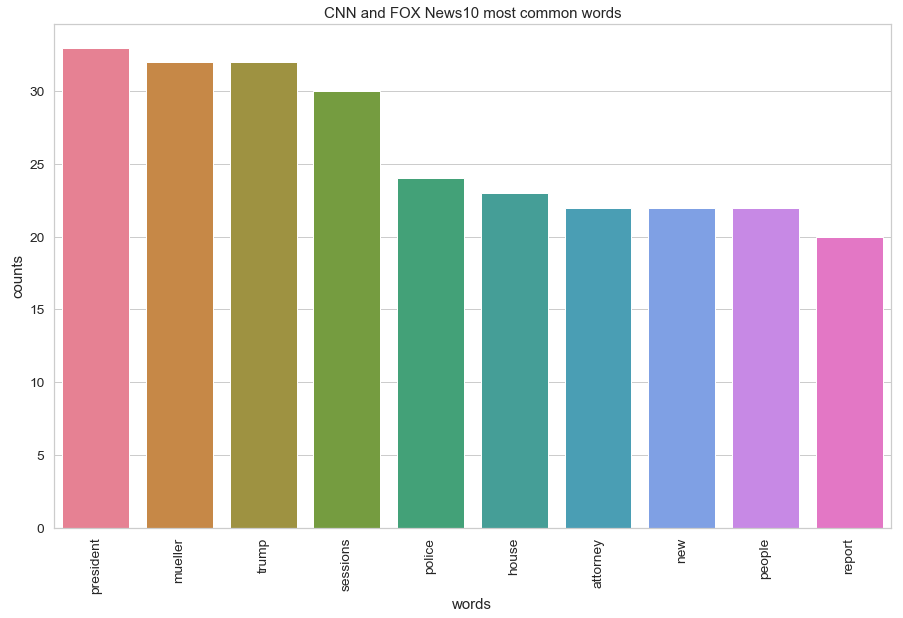 CNN and FOX News10 most common words
counts
30
25
20
15
10
5
0
president
mueller
trump
sessions
police
house
attorney
new
people
report
words